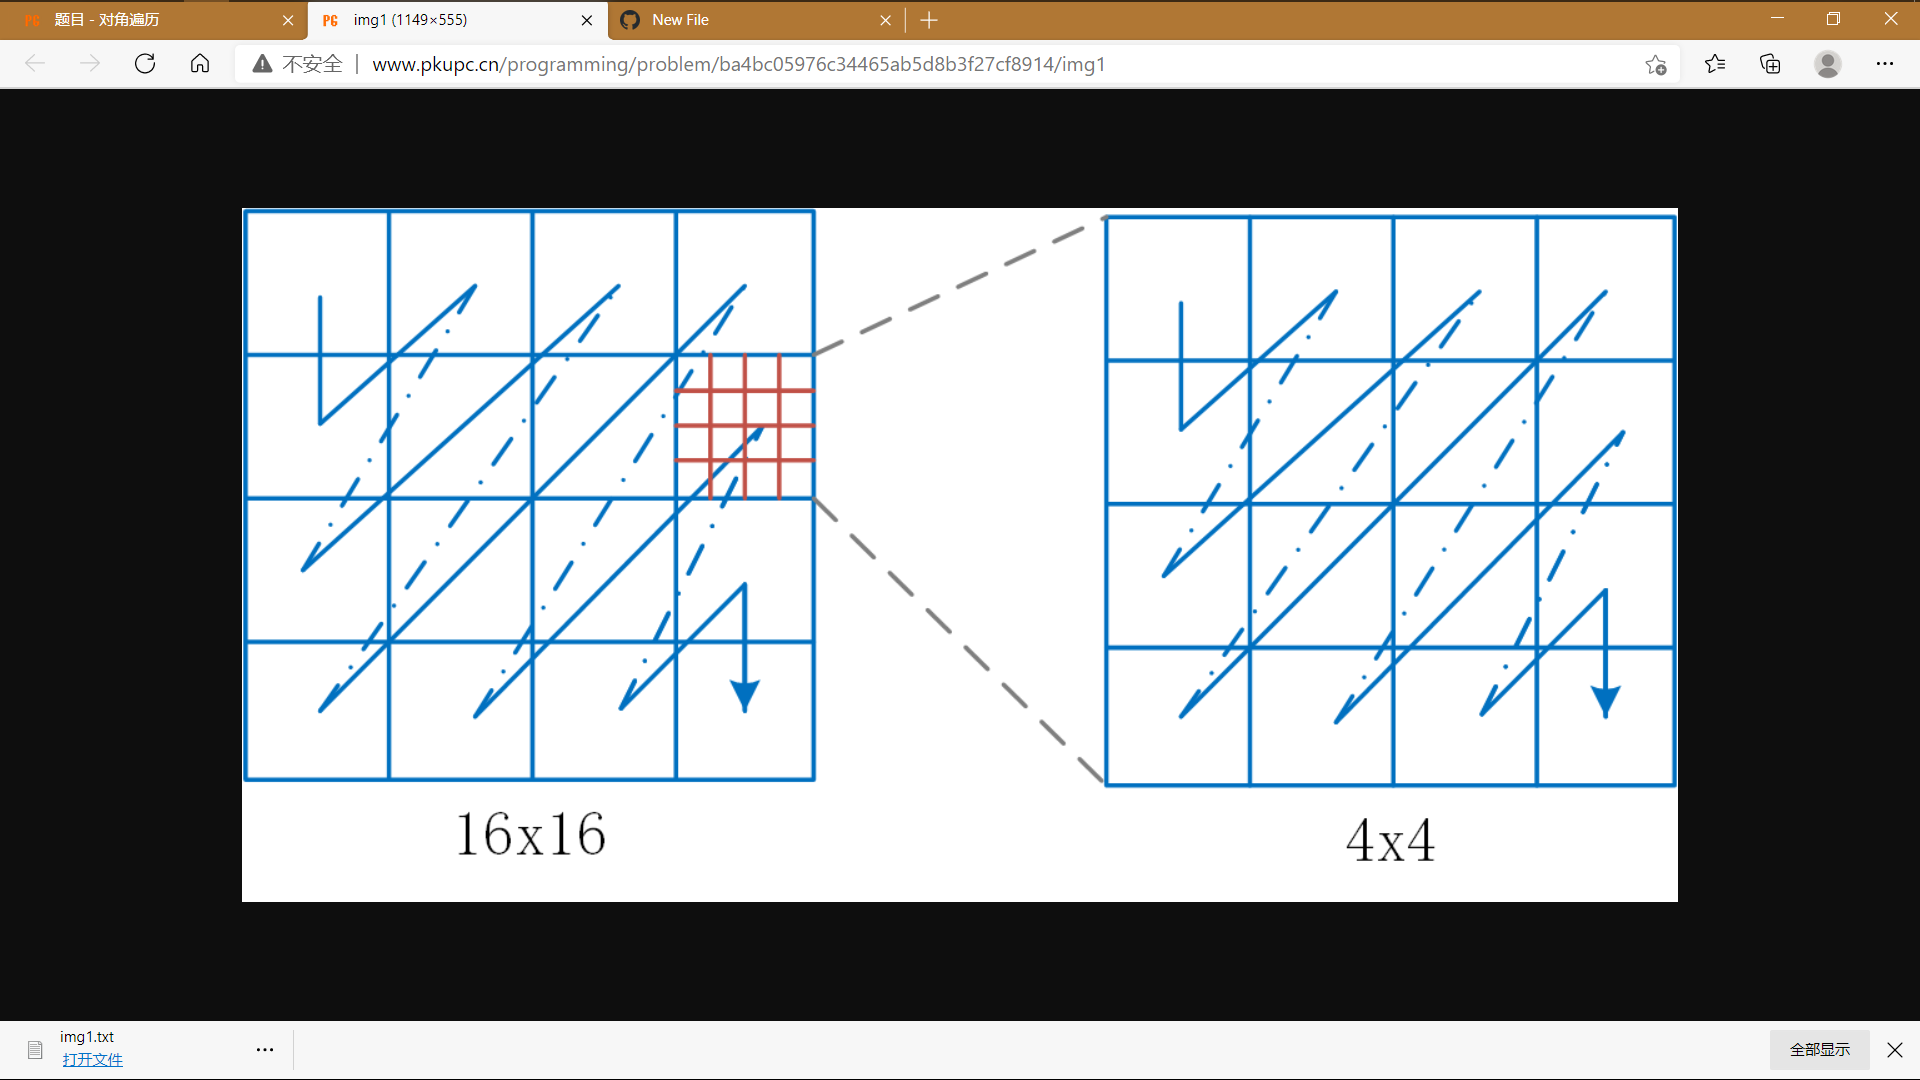 PG 题目 - 对角遍历
PG img1 (1149×555)
New File
不安全 | www.pkupc.cn/programming/problem/ba4bc05976c34465ab5d8b3f27cf8914/img1
16x16
4x4
img1.txt
打开文件
全部显示